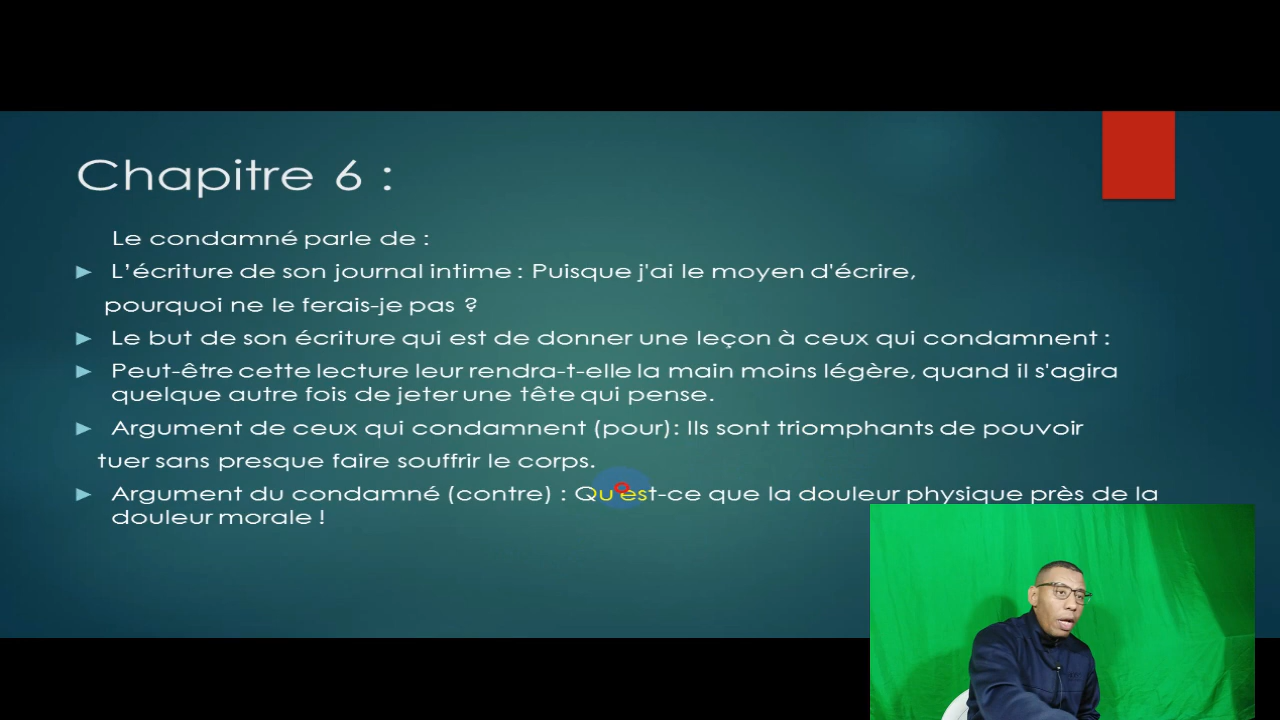 Chapitre 6 :
Le condamné parle de :
L'écriture de son journal intime : Puisque j'ai le moyen d'écrire,
pourquoi ne le ferais-je pas ?
Le but de son écriture qui est de donner une leçon à ceux qui condamnent :
Peut-être cette lecture leur rendra-t-elle la main moins légère, quand il s'agira
quelque autre fois de jeter une tête qui pense.
Argument de ceux qui condamnent (pour): Ils sont triomphants de pouvoir
tuer sans presque faire souffrir le corps.
Argument du condamné (contre) : Qu'est-ce que la douleur physique près de la
douleur morale !